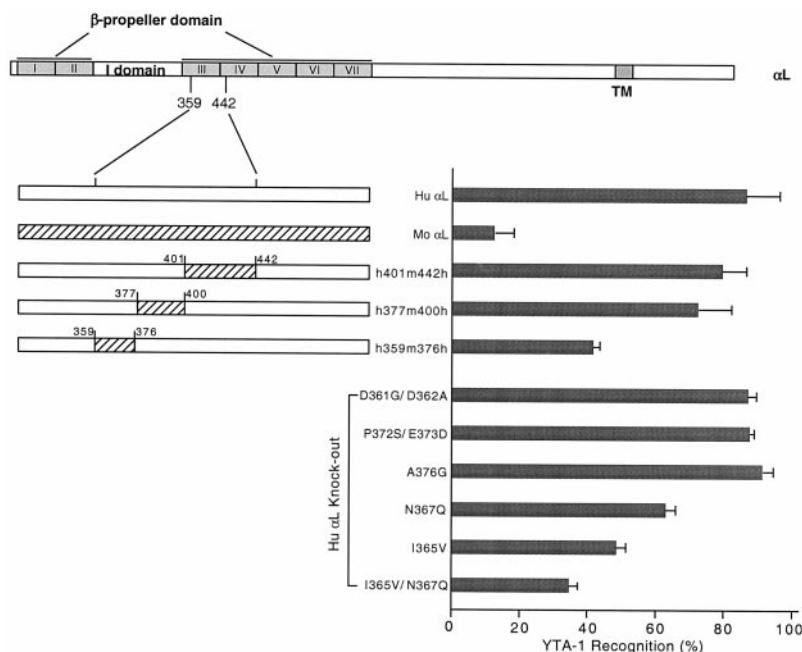 β-propeller domain
I II I domain III IV V VI VII αL
TM
359 442
Hu αL
Mo αL
401 442
h401m442h
377 400
h377m400h
359 376
h359m376h
D361G/ D362A
P372S/ E373D
A376G
N367Q
I365V
I365V/ N367Q
Hu αL Knock-out
0 20 40 60 80 100
YTA-1 Recognition (%)